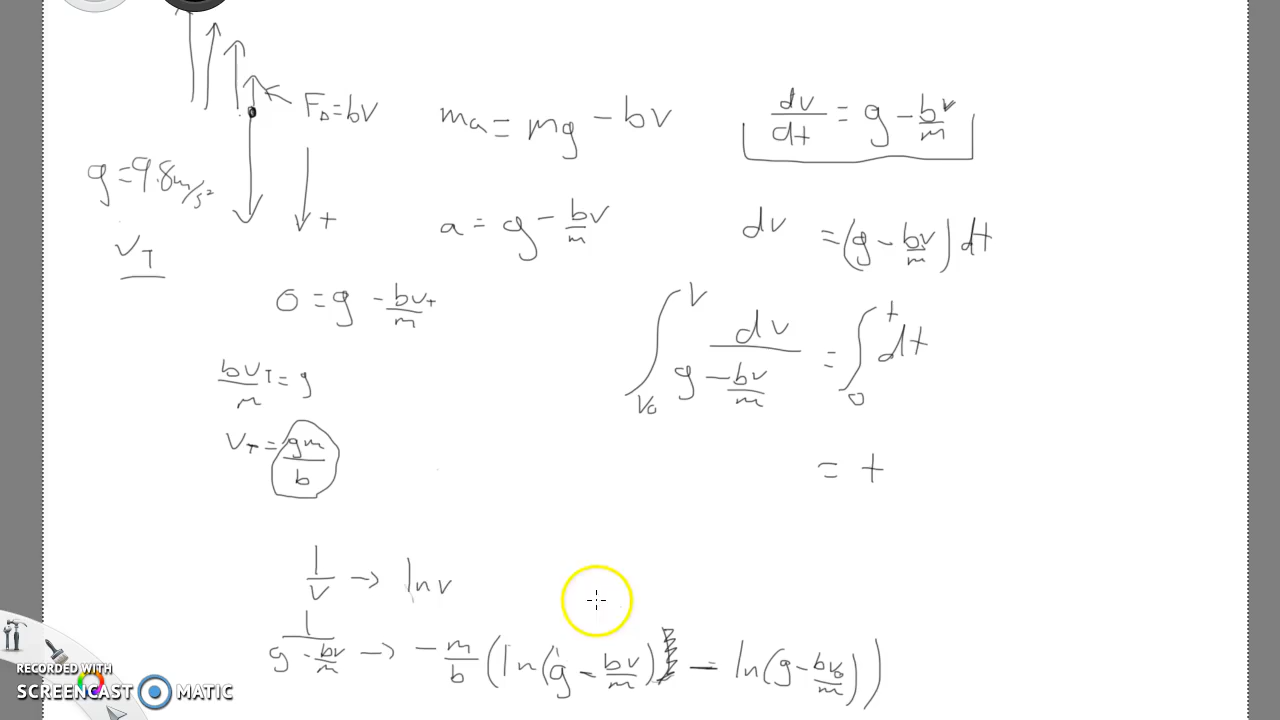 F_D = bv
ma = mg - bv
dv/dt = g - bv/m
g = 9.8 m/s²
+
a = g - bv/m
dv = (g - bv/m) dt
v_T
0 = g - bv_T/m
∫_{v₀}^{v} dv/(g - bv/m) = ∫_0^t dt
bv_T/m = g
v_T = gm/b
= t
1/v → ln v
1/(g - bv/m) → -m/b (ln(g - bv/m) - ln(g - bv₀/m))
RECORDED WITH
SCREENCAST MATIC